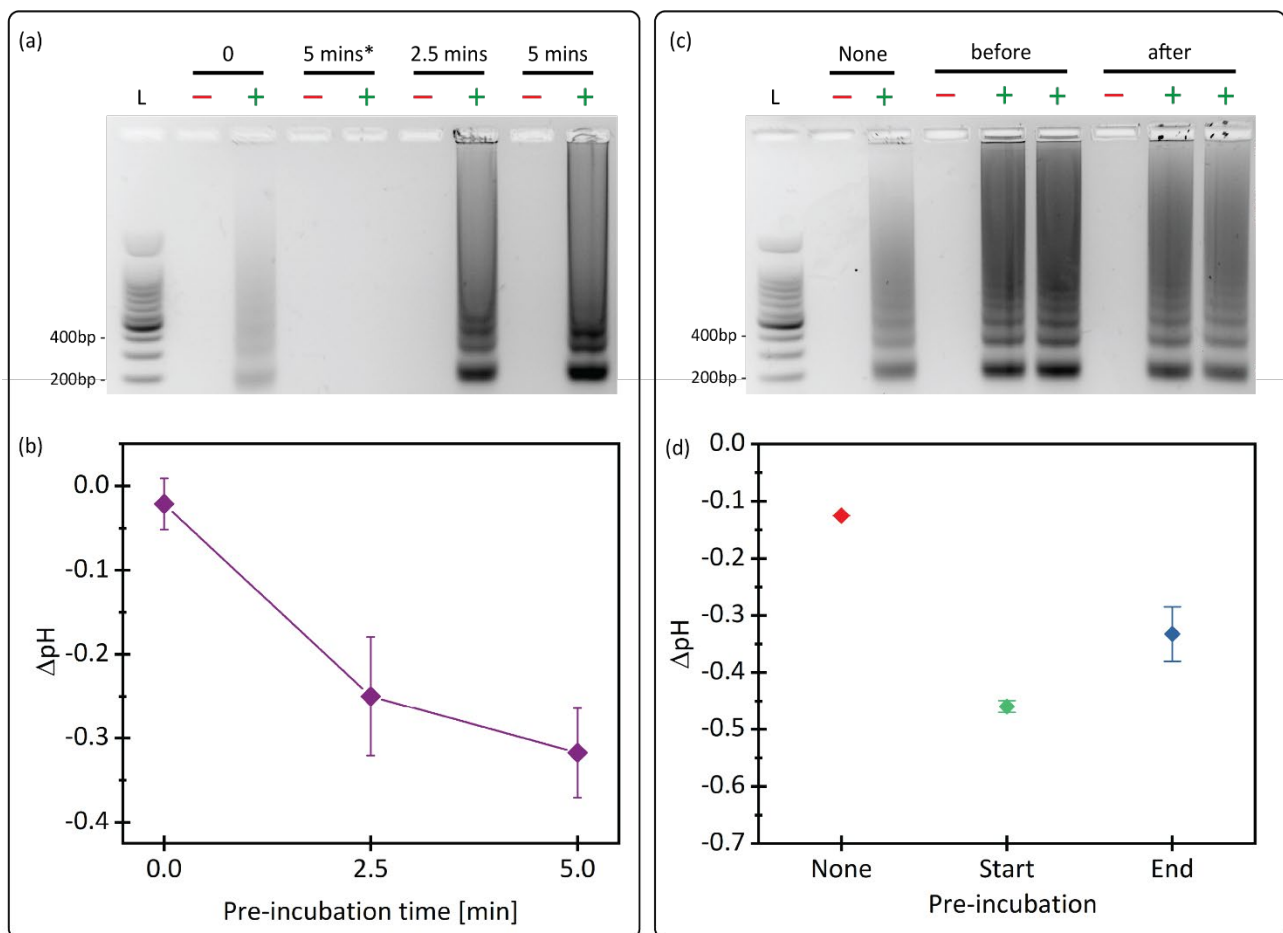 (a)
0 5 mins* 2.5 mins 5 mins
L − + − + − + − +
400bp -
200bp -
(b)
0.0
-0.1
-0.2
-0.3
-0.4
ΔpH
0.0 2.5 5.0
Pre-incubation time [min]
(c)
None before after
L − + − + + − + +
400bp -
200bp -
(d)
0.0
-0.1
-0.2
-0.3
-0.4
-0.5
-0.6
-0.7
ΔpH
None Start End
Pre-incubation